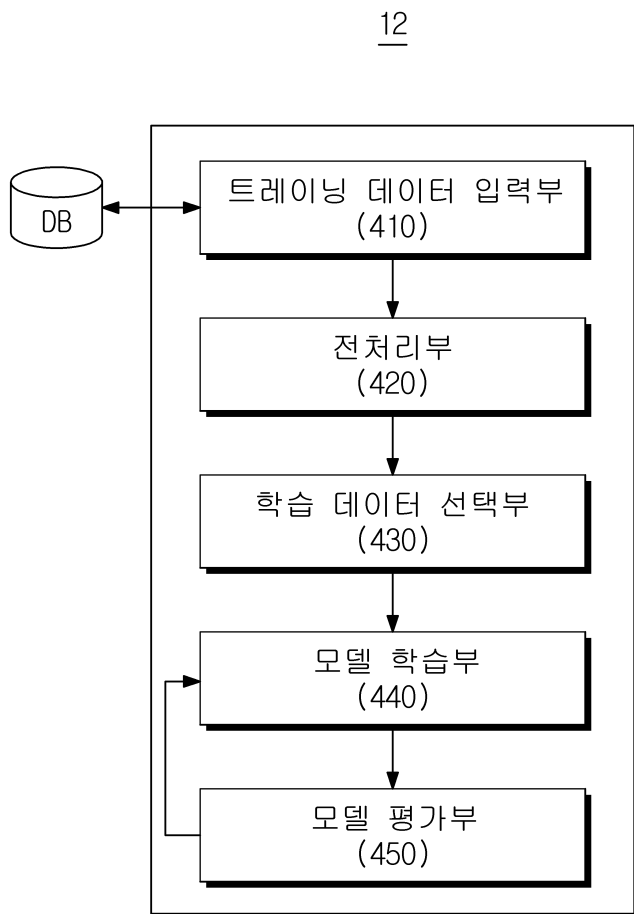 12
DB
트레이닝 데이터 입력부
(410)
전처리부
(420)
학습 데이터 선택부
(430)
모델 학습부
(440)
모델 평가부
(450)